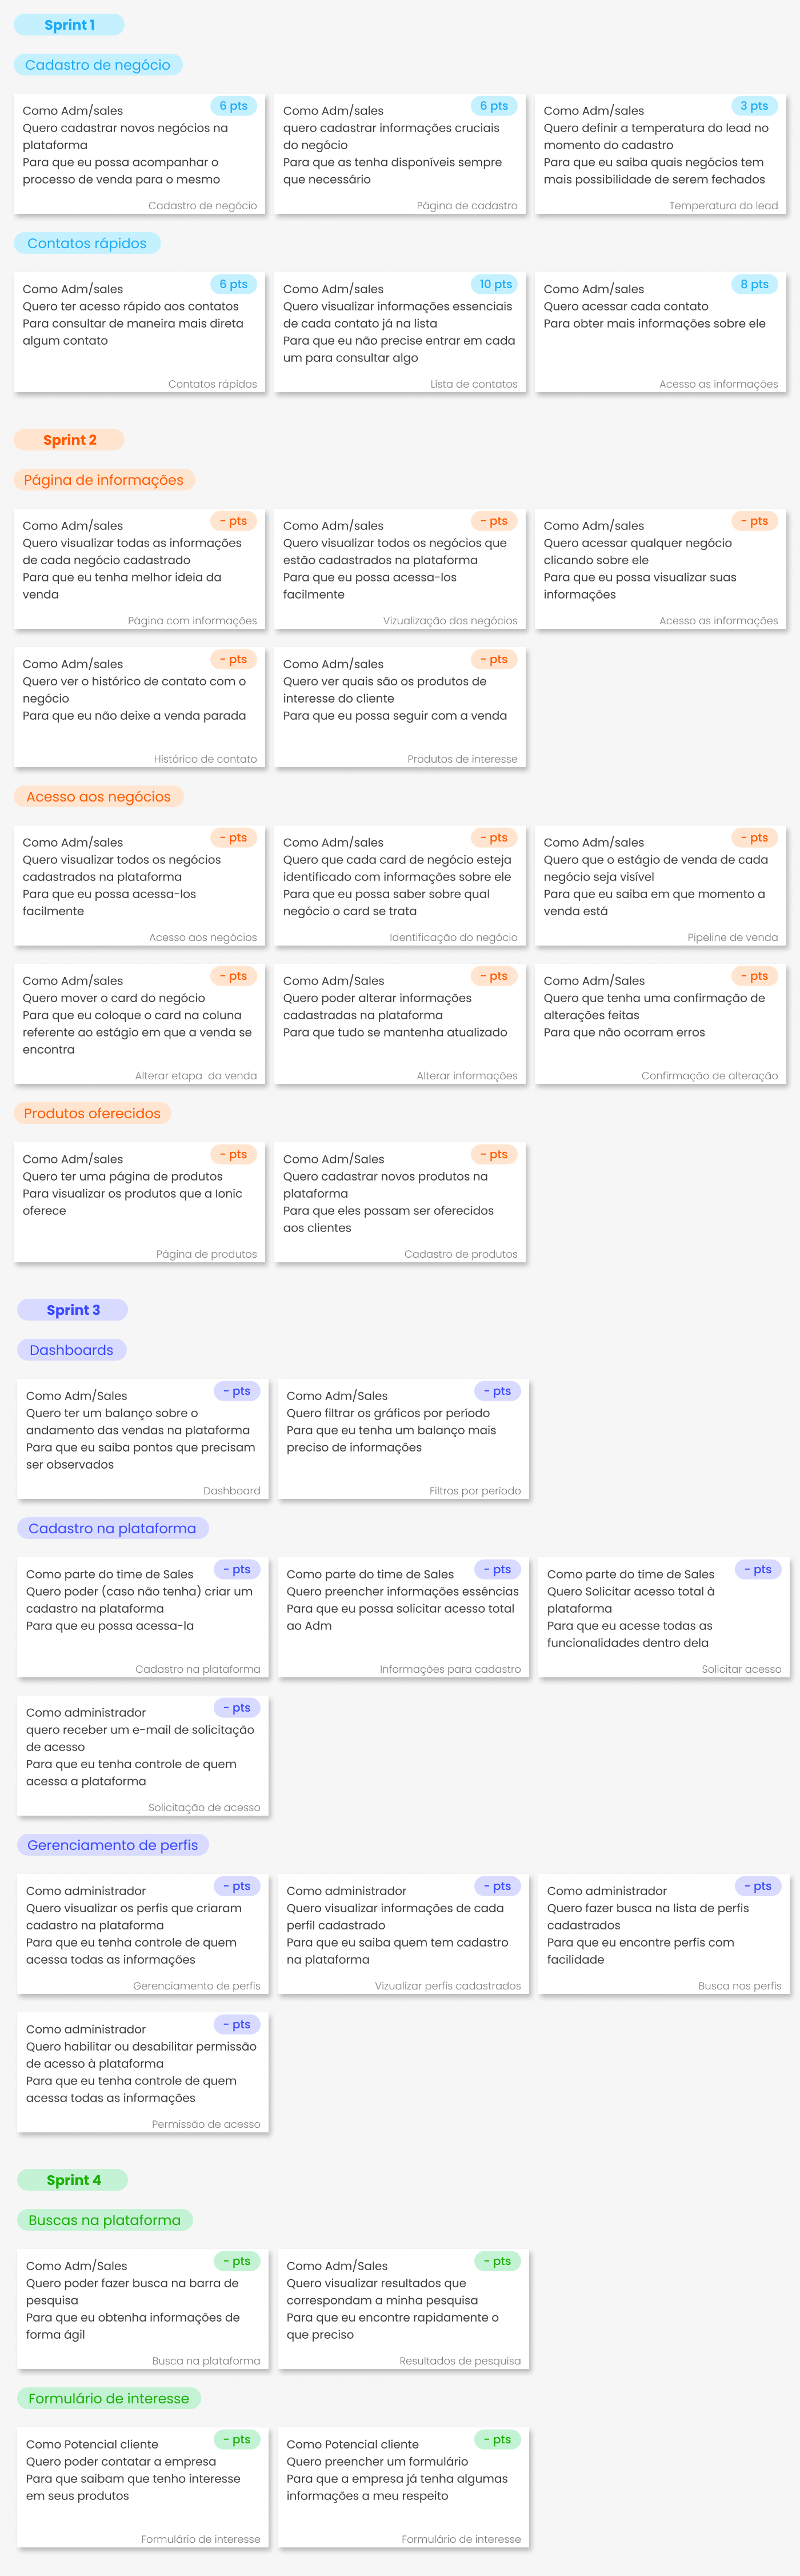 Sprint 1
Cadastro de negócio
6 pts
Como Adm/sales
Quero cadastrar novos negócios na
plataforma
Para que eu possa acompanhar o
processo de venda para o mesmo
Cadastro de negócio
6 pts
Como Adm/sales
quero cadastrar informações cruciais
do negócio
Para que as tenha disponíveis sempre
que necessário
Página de cadastro
3 pts
Como Adm/sales
Quero definir a temperatura do lead no
momento do cadastro
Para que eu saiba quais negócios tem
mais possibilidade de serem fechados
Temperatura do lead
Contatos rápidos
6 pts
Como Adm/sales
Quero ter acesso rápido aos contatos
Para consultar de maneira mais direta
algum contato
Contatos rápidos
10 pts
Como Adm/sales
Quero visualizar informações essenciais
de cada contato já na lista
Para que eu não precise entrar em cada
um para consultar algo
Lista de contatos
8 pts
Como Adm/sales
Quero acessar cada contato
Para obter mais informações sobre ele
Acesso as informações
Sprint 2
Página de informações
- pts
Como Adm/sales
Quero visualizar todas as informações
de cada negócio cadastrado
Para que eu tenha melhor ideia da
venda
Página com informações
- pts
Como Adm/sales
Quero visualizar todos os negócios que
estão cadastrados na plataforma
Para que eu possa acessa-los
facilmente
Vizualização dos negócios
- pts
Como Adm/sales
Quero acessar qualquer negócio
clicando sobre ele
Para que eu possa visualizar suas
informações
Acesso as informações
- pts
Como Adm/sales
Quero ver o histórico de contato com o
negócio
Para que eu não deixe a venda parada
Histórico de contato
- pts
Como Adm/sales
Quero ver quais são os produtos de
interesse do cliente
Para que eu possa seguir com a venda
Produtos de interesse
Acesso aos negócios
- pts
Como Adm/sales
Quero visualizar todos os negócios
cadastrados na plataforma
Para que eu possa acessa-los
facilmente
Acesso aos negócios
- pts
Como Adm/sales
Quero que cada card de negócio esteja
identificado com informações sobre ele
Para que eu possa saber sobre qual
negócio o card se trata
Identificação do negócio
- pts
Como Adm/sales
Quero que o estágio de venda de cada
negócio seja visível
Para que eu saiba em que momento a
venda está
Pipeline de venda
- pts
Como Adm/sales
Quero mover o card do negócio
Para que eu coloque o card na coluna
referente ao estágio em que a venda se
encontra
Alterar etapa da venda
- pts
Como Adm/Sales
Quero poder alterar informações
cadastradas na plataforma
Para que tudo se mantenha atualizado
Alterar informações
- pts
Como Adm/Sales
Quero que tenha uma confirmação de
alterações feitas
Para que não ocorram erros
Confirmação de alteração
Produtos oferecidos
- pts
Como Adm/sales
Quero ter uma página de produtos
Para visualizar os produtos que a Ionic
oferece
Página de produtos
- pts
Como Adm/Sales
Quero cadastrar novos produtos na
plataforma
Para que eles possam ser oferecidos
aos clientes
Cadastro de produtos
Sprint 3
Dashboards
- pts
Como Adm/Sales
Quero ter um balanço sobre o
andamento das vendas na plataforma
Para que eu saiba pontos que precisam
ser observados
Dashboard
- pts
Como Adm/Sales
Quero filtrar os gráficos por período
Para que eu tenha um balanço mais
preciso de informações
Filtros por período
Cadastro na plataforma
- pts
Como parte do time de Sales
Quero poder (caso não tenha) criar um
cadastro na plataforma
Para que eu possa acessa-la
Cadastro na plataforma
- pts
Como parte do time de Sales
Quero preencher informações essências
Para que eu possa solicitar acesso total
ao Adm
Informações para cadastro
- pts
Como parte do time de Sales
Quero Solicitar acesso total à
plataforma
Para que eu acesse todas as
funcionalidades dentro dela
Solicitar acesso
- pts
Como administrador
quero receber um e-mail de solicitação
de acesso
Para que eu tenha controle de quem
acessa a plataforma
Solicitação de acesso
Gerenciamento de perfis
- pts
Como administrador
Quero visualizar os perfis que criaram
cadastro na plataforma
Para que eu tenha controle de quem
acessa todas as informações
Gerenciamento de perfis
- pts
Como administrador
Quero visualizar informações de cada
perfil cadastrado
Para que eu saiba quem tem cadastro
na plataforma
Vizualizar perfis cadastrados
- pts
Como administrador
Quero fazer busca na lista de perfis
cadastrados
Para que eu encontre perfis com
facilidade
Busca nos perfis
- pts
Como administrador
Quero habilitar ou desabilitar permissão
de acesso à plataforma
Para que eu tenha controle de quem
acessa todas as informações
Permissão de acesso
Sprint 4
Buscas na plataforma
- pts
Como Adm/Sales
Quero poder fazer busca na barra de
pesquisa
Para que eu obtenha informações de
forma ágil
Busca na plataforma
- pts
Como Adm/Sales
Quero visualizar resultados que
correspondam a minha pesquisa
Para que eu encontre rapidamente o
que preciso
Resultados de pesquisa
Formulário de interesse
- pts
Como Potencial cliente
Quero poder contatar a empresa
Para que saibam que tenho interesse
em seus produtos
Formulário de interesse
- pts
Como Potencial cliente
Quero preencher um formulário
Para que a empresa já tenha algumas
informações a meu respeito
Formulário de interesse